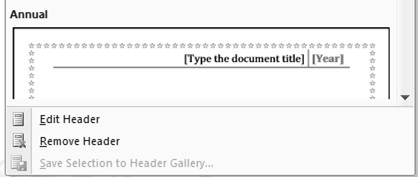 Annual
[Type the document title] [Year]
Edit Header
Remove Header
Save Selection to Header Gallery...